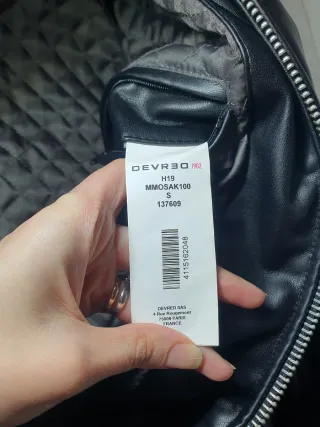 DEVRED 1902
H19
MMOSAK100
S
137609
4115162048
DEVRED SAS
4 Rue Rougemont
75009 PARIS
FRANCE